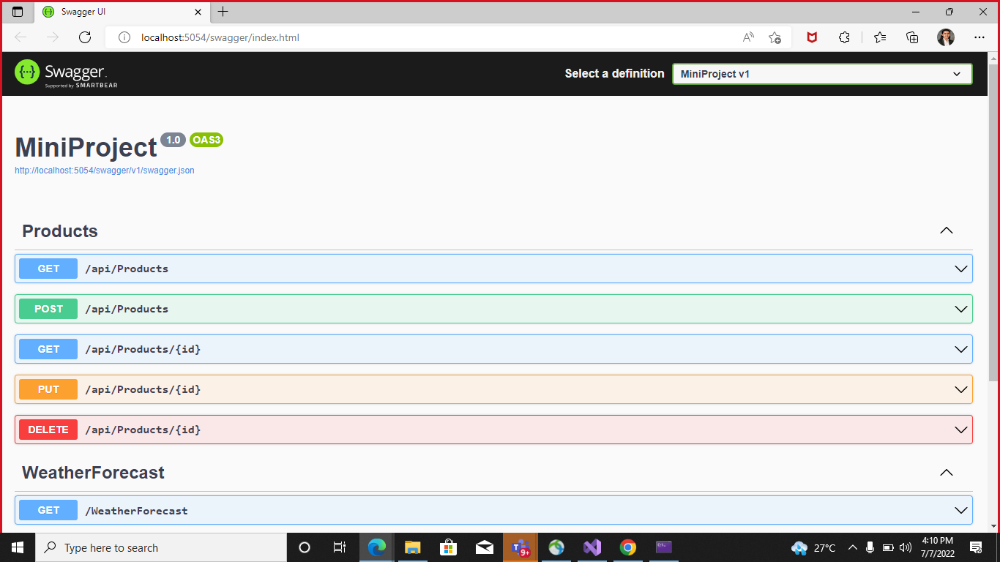 Swagger UI
localhost:5054/swagger/index.html
Swagger.
Supported by SMARTBEAR
Select a definition
MiniProject v1
MiniProject 1.0 OAS3
http://localhost:5054/swagger/v1/swagger.json
Products
GET /api/Products
POST /api/Products
GET /api/Products/{id}
PUT /api/Products/{id}
DELETE /api/Products/{id}
WeatherForecast
GET /WeatherForecast
Type here to search
9+
27°C
4:10 PM
7/7/2022